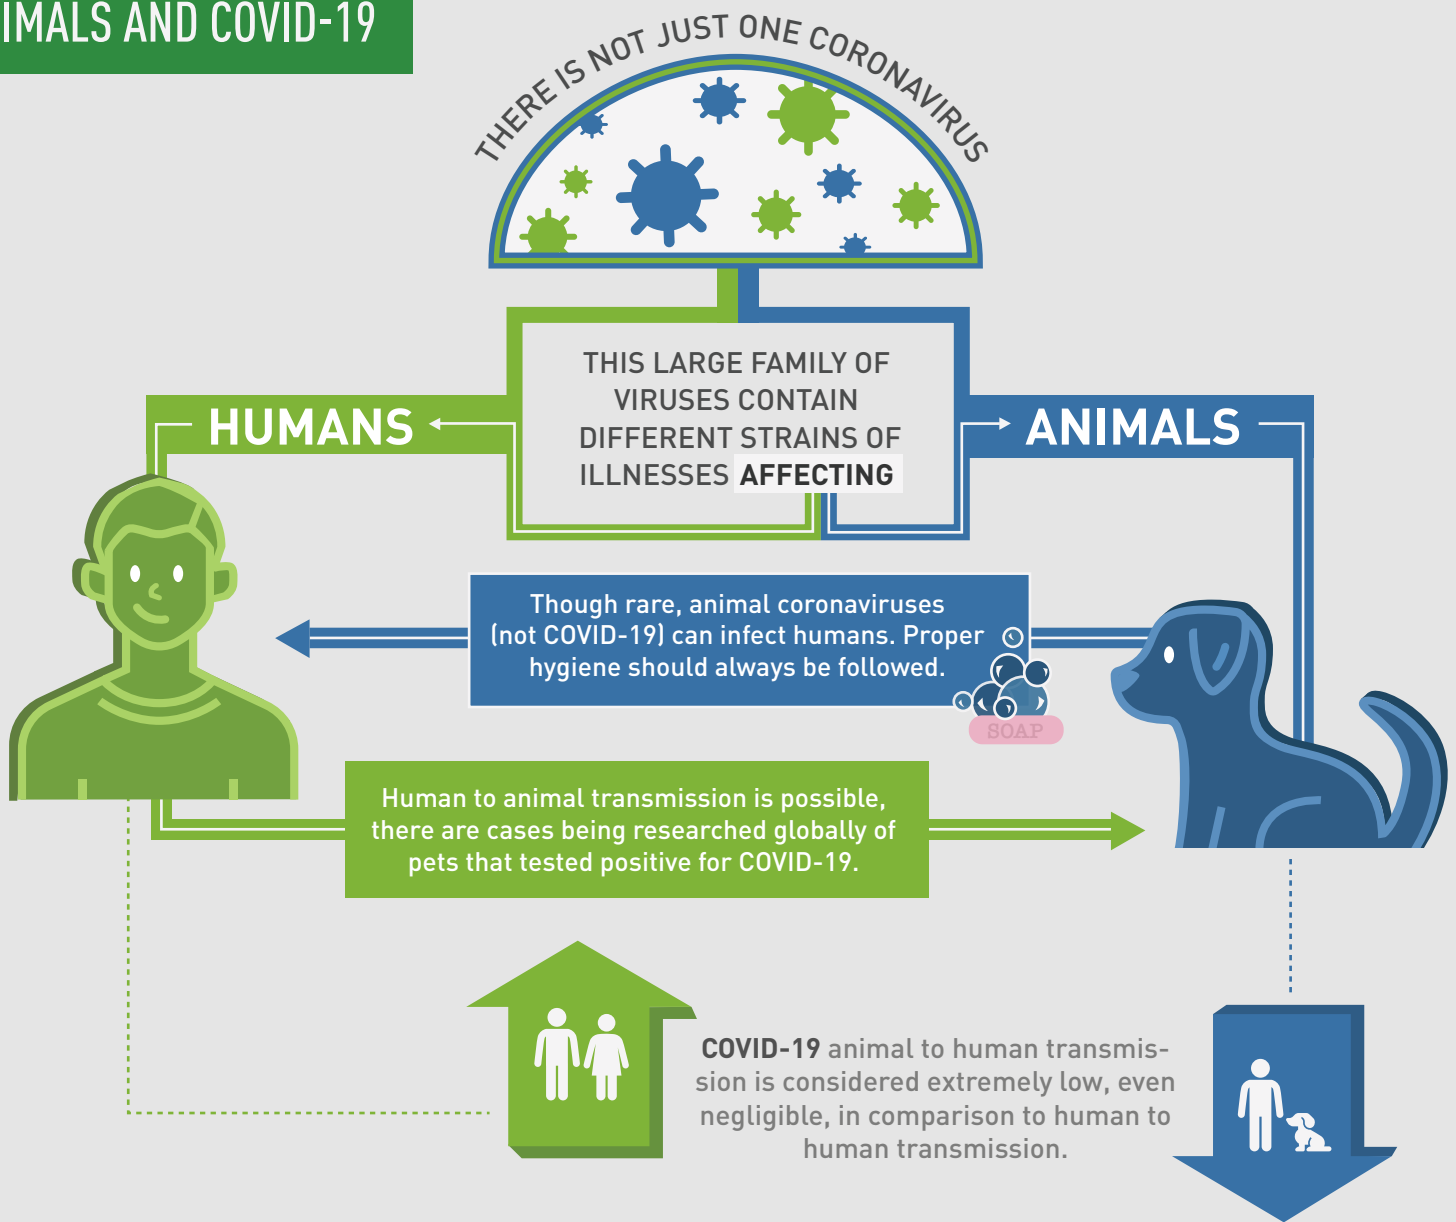 IMALS AND COVID-19
THERE IS NOT JUST ONE CORONAVIRUS
THIS LARGE FAMILY OF
VIRUSES CONTAIN
DIFFERENT STRAINS OF
ILLNESSES AFFECTING
HUMANS
ANIMALS
Though rare, animal coronaviruses
(not COVID-19) can infect humans. Proper
hygiene should always be followed.
SOAP
Human to animal transmission is possible,
there are cases being researched globally of
pets that tested positive for COVID-19.
COVID-19 animal to human transmis-
sion is considered extremely low, even
negligible, in comparison to human to
human transmission.